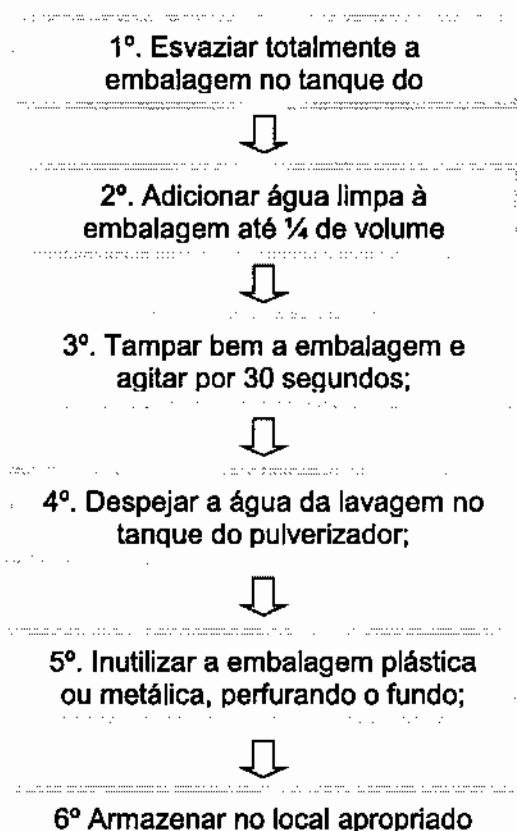 1º. Esvaziar totalmente a
embalagem no tanque do
2º. Adicionar água limpa à
embalagem até ¼ de volume
3º. Tampar bem a embalagem e
agitar por 30 segundos;
4º. Despejar a água da lavagem no
tanque do pulverizador;
5º. Inutilizar a embalagem plástica
ou metálica, perfurando o fundo;
6º Armazenar no local apropriado